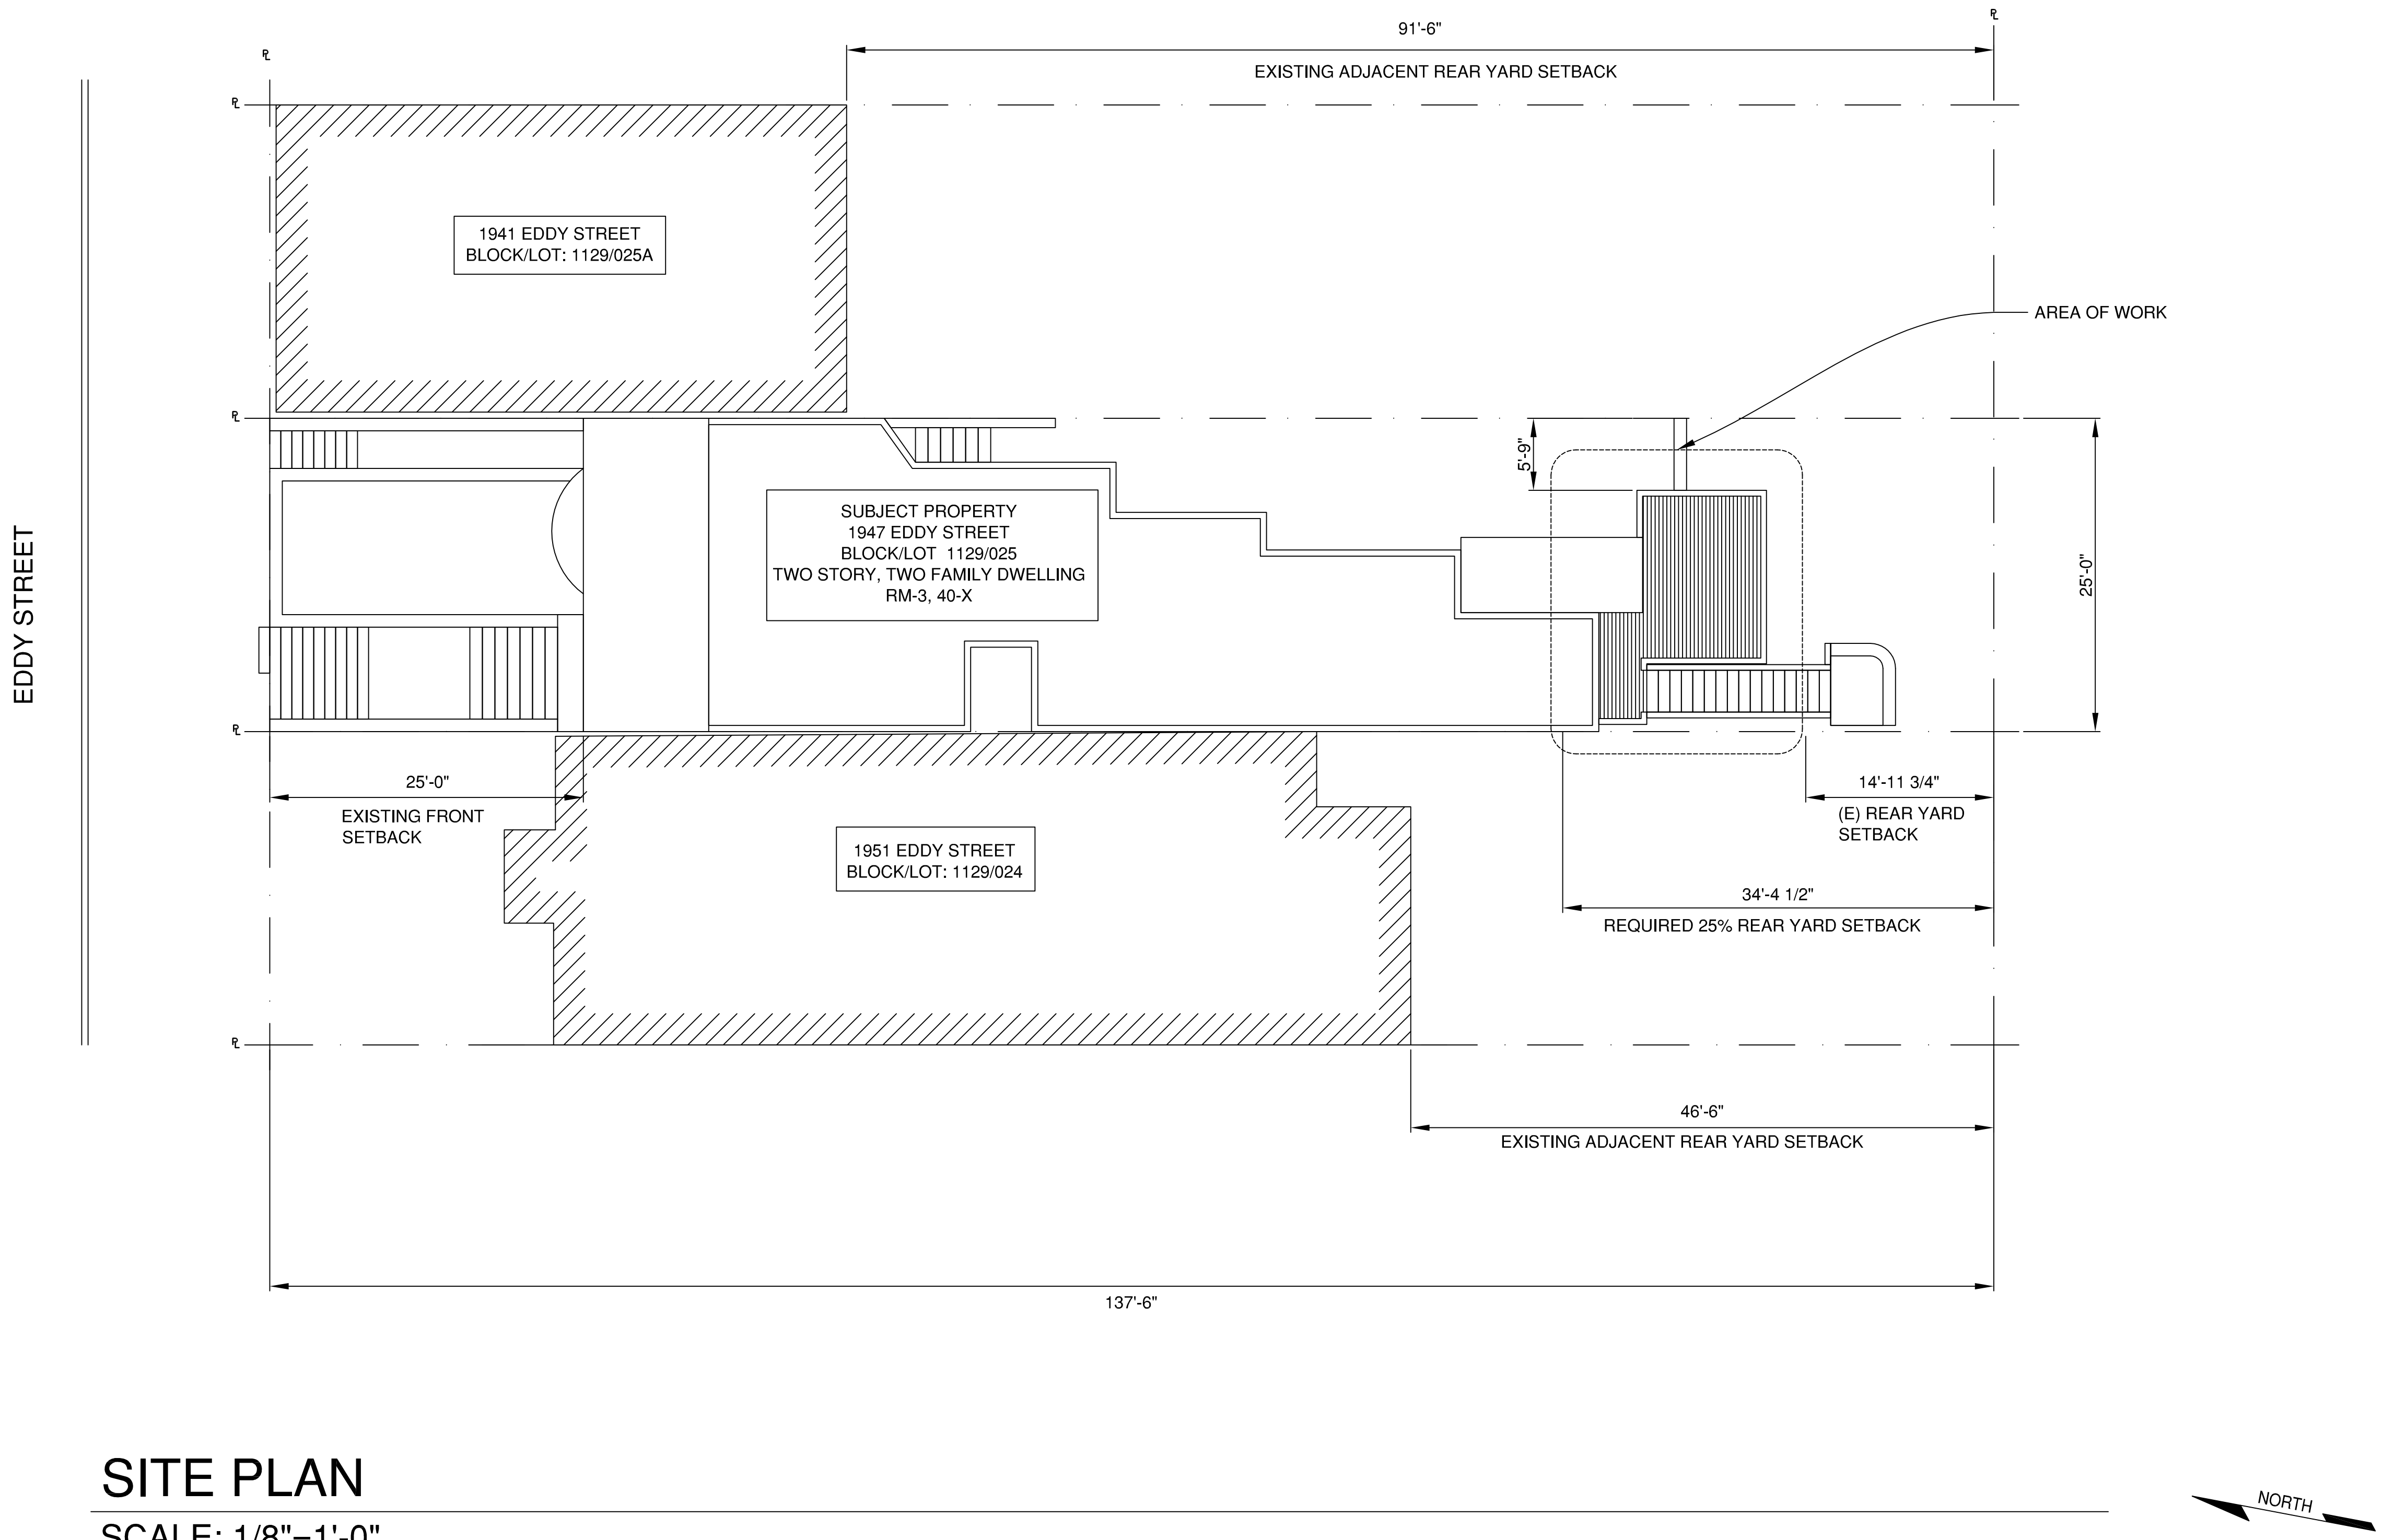 91'-6"
EXISTING ADJACENT REAR YARD SETBACK
1941 EDDY STREET
BLOCK/LOT: 1129/025A
AREA OF WORK
5'-9"
SUBJECT PROPERTY
1947 EDDY STREET
BLOCK/LOT 1129/025
TWO STORY, TWO FAMILY DWELLING
RM-3, 40-X
25'-0"
EDDY STREET
25'-0"
EXISTING FRONT
SETBACK
14'-11 3/4"
(E) REAR YARD
SETBACK
1951 EDDY STREET
BLOCK/LOT: 1129/024
34'-4 1/2"
REQUIRED 25% REAR YARD SETBACK
46'-6"
EXISTING ADJACENT REAR YARD SETBACK
137'-6"
SITE PLAN
SCALE: 1/8"=1'-0"
NORTH